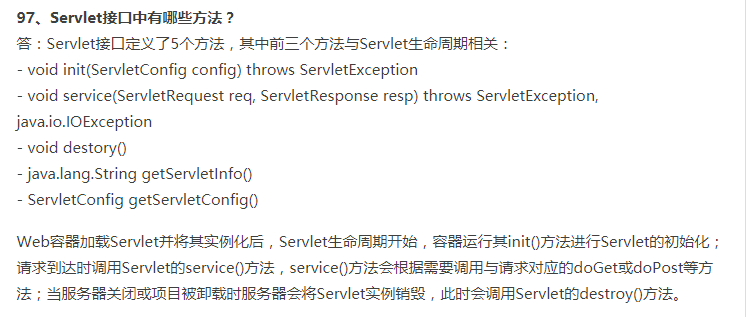 97、Servlet接口中有哪些方法？
答：Servlet接口定义了5个方法，其中前三个方法与Servlet生命周期相关：
- void init(ServletConfig config) throws ServletException
- void service(ServletRequest req, ServletResponse resp) throws ServletException,
java.io.IOException
- void destory()
- java.lang.String getServletInfo()
- ServletConfig getServletConfig()
Web容器加载Servlet并将其实例化后，Servlet生命周期开始，容器运行其init()方法进行Servlet的初始化；
请求到达时调用Servlet的service()方法，service()方法会根据需要调用与请求对应的doGet或doPost等方
法；当服务器关闭或项目被卸载时服务器会将Servlet实例销毁，此时会调用Servlet的destroy()方法。